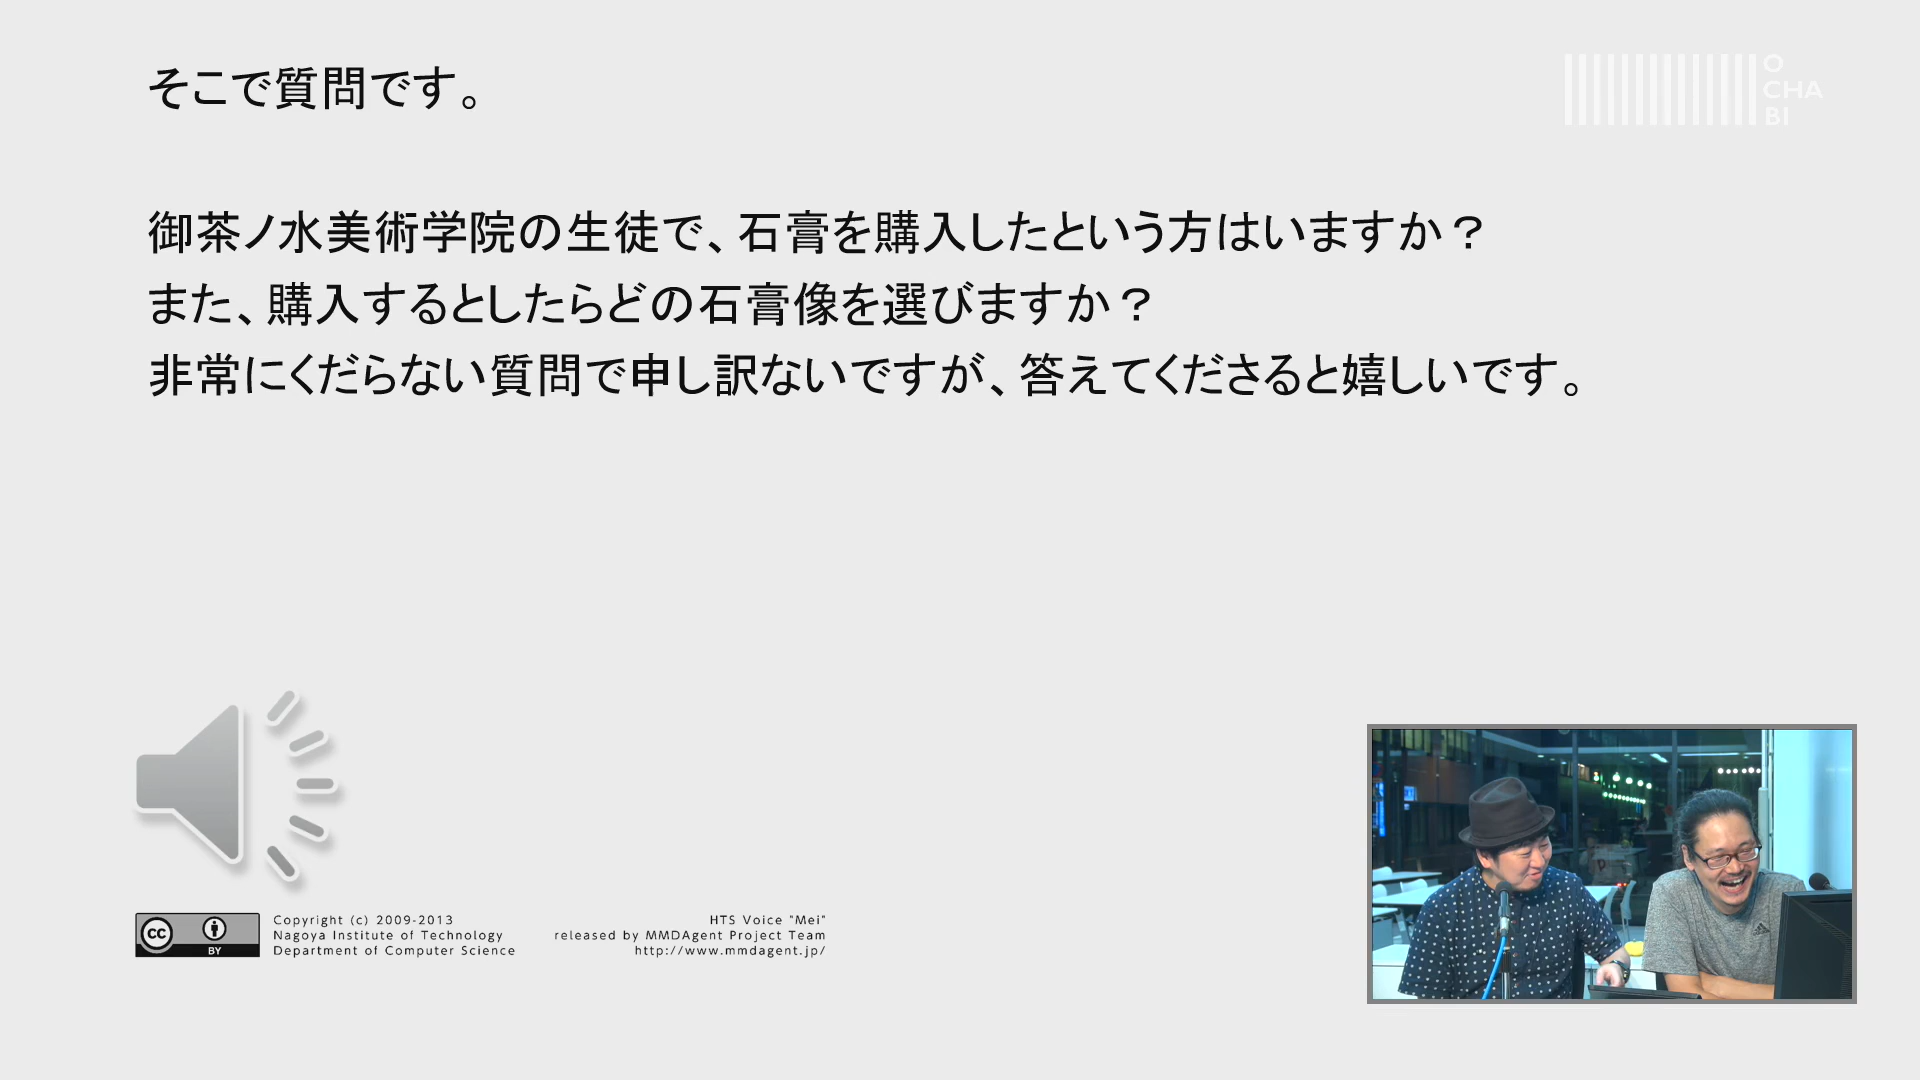 そこで質問です。
O
CHA
BI
御茶ノ水美術学院の生徒で、石膏を購入したという方はいますか？
また、購入するとしたらどの石膏像を選びますか？
非常にくだらない質問で申し訳ないですが、答えてくださると嬉しいです。
cc
BY
Copyright (c) 2009-2013
Nagoya Institute of Technology
Department of Computer Science
HTS Voice "Mei"
released by MMDAgent Project Team
http://www.mmdagent.jp/